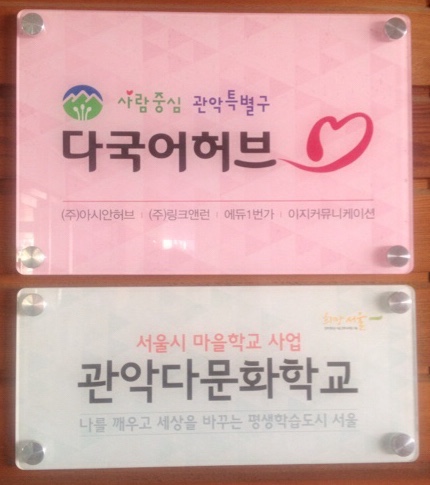 사람중심 관악특별구
다국어허브
(주)아시안허브 | (주)링크앤런 | 에듀1번가 | 이지커뮤니케이션
서울
서울시 마을학교 사업
관악다문화학교
나를 깨우고 세상을 바꾸는 평생학습도시 서울